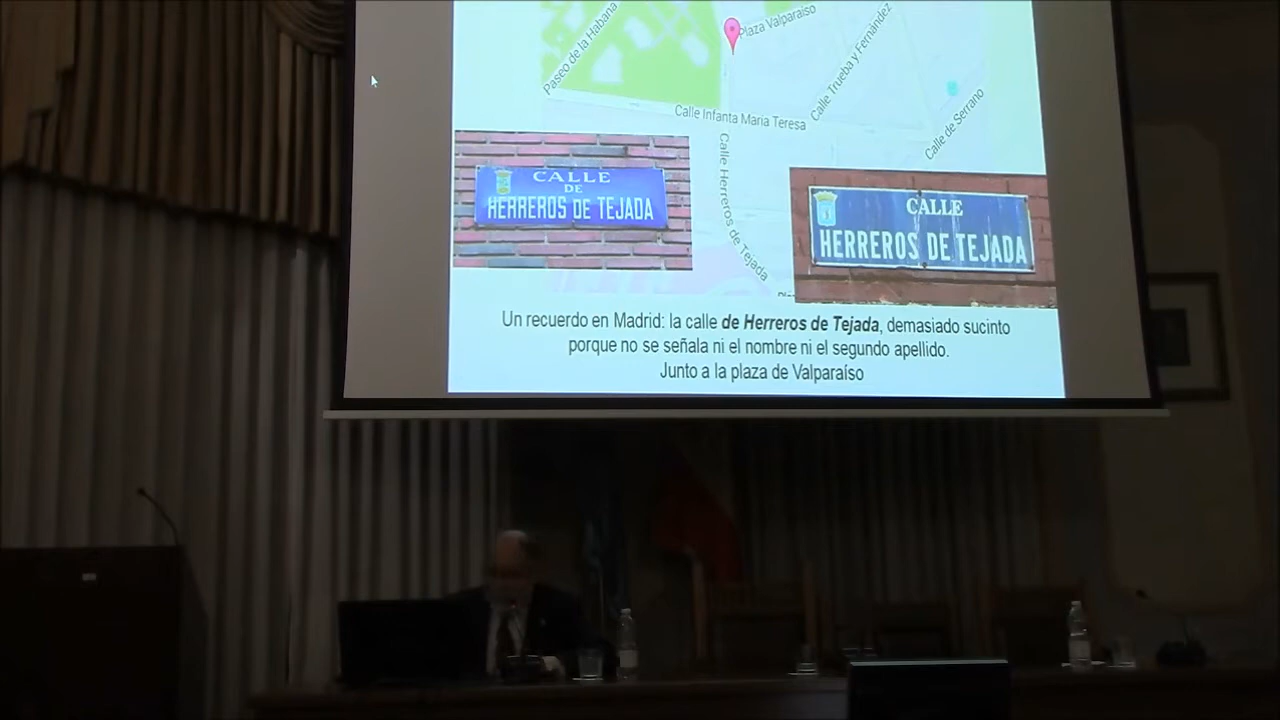 Paseo de la Habana
Plaza Valparaíso
Calle Trueba y Fernández
Calle Infanta Maria Teresa
Calle de Serrano
Calle Herreros de Tejada
CALLE
DE
HERREROS DE TEJADA
CALLE
HERREROS DE TEJADA
Un recuerdo en Madrid: la calle de Herreros de Tejada, demasiado sucinto
porque no se señala ni el nombre ni el segundo apellido.
Junto a la plaza de Valparaíso